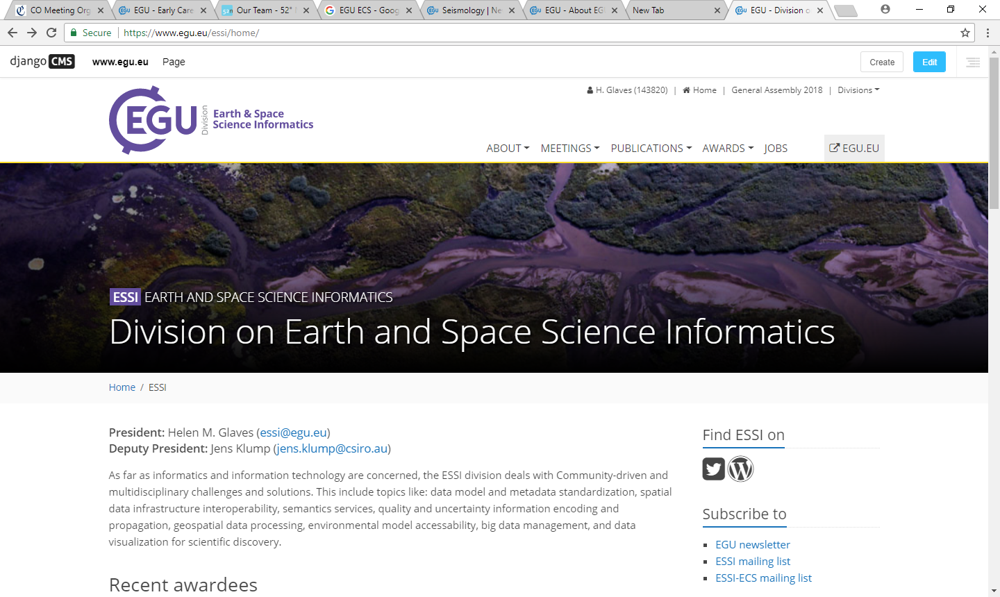 CO Meeting Org
EGU - Early Care
Our Team - 52°
EGU ECS - Goog
Seismology | Ne
EGU - About EG
New Tab
EGU - Division o
Secure
https://www.egu.eu/essi/home/
django CMS
www.egu.eu
Page
Create
Edit
H. Glaves (143820) | Home | General Assembly 2018 | Divisions
EGU
Division
Earth & Space
Science Informatics
ABOUT MEETINGS PUBLICATIONS AWARDS JOBS EGU.EU
ESSI EARTH AND SPACE SCIENCE INFORMATICS
Division on Earth and Space Science Informatics
Home / ESSI
President: Helen M. Glaves (essi@egu.eu)
Deputy President: Jens Klump (jens.klump@csiro.au)
As far as informatics and information technology are concerned, the ESSI division deals with Community-driven and
multidisciplinary challenges and solutions. This include topics like: data model and metadata standardization, spatial
data infrastructure interoperability, semantics services, quality and uncertainty information encoding and
propagation, geospatial data processing, environmental model accessability, big data management, and data
visualization for scientific discovery.
Recent awardees
Find ESSI on
Subscribe to
EGU newsletter
ESSI mailing list
ESSI-ECS mailing list